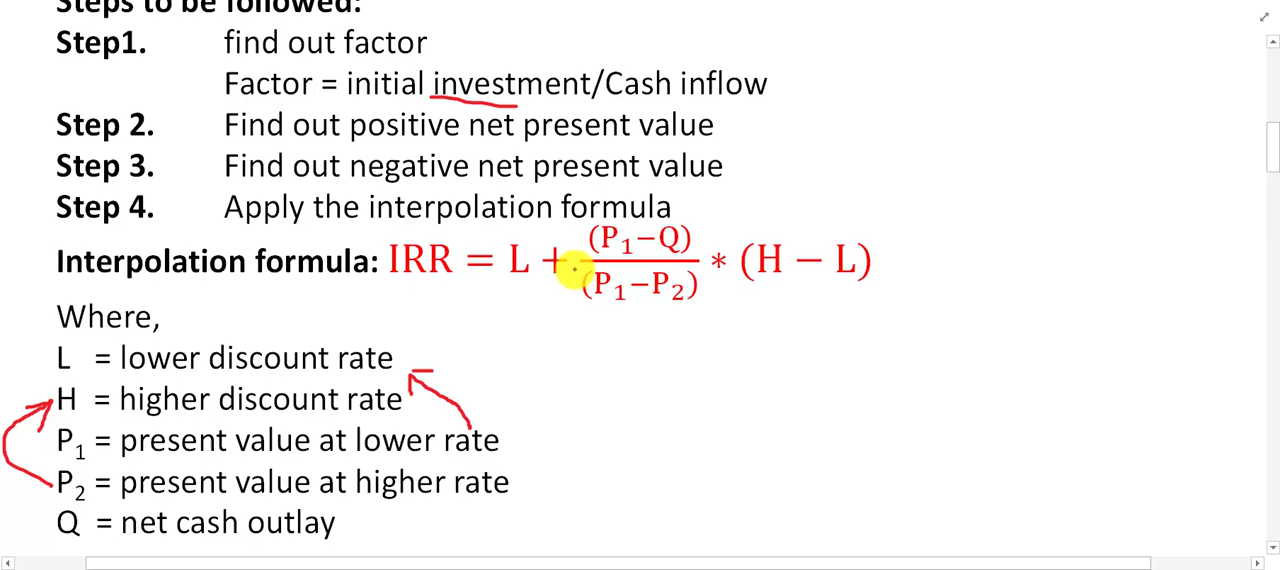 Steps to be followed:
Step1. find out factor
Factor = initial investment/Cash inflow
Step 2. Find out positive net present value
Step 3. Find out negative net present value
Step 4. Apply the interpolation formula
Interpolation formula: IRR = L + (P₁−Q)/(P₁−P₂) * (H − L)
Where,
L = lower discount rate
H = higher discount rate
P₁ = present value at lower rate
P₂ = present value at higher rate
Q = net cash outlay